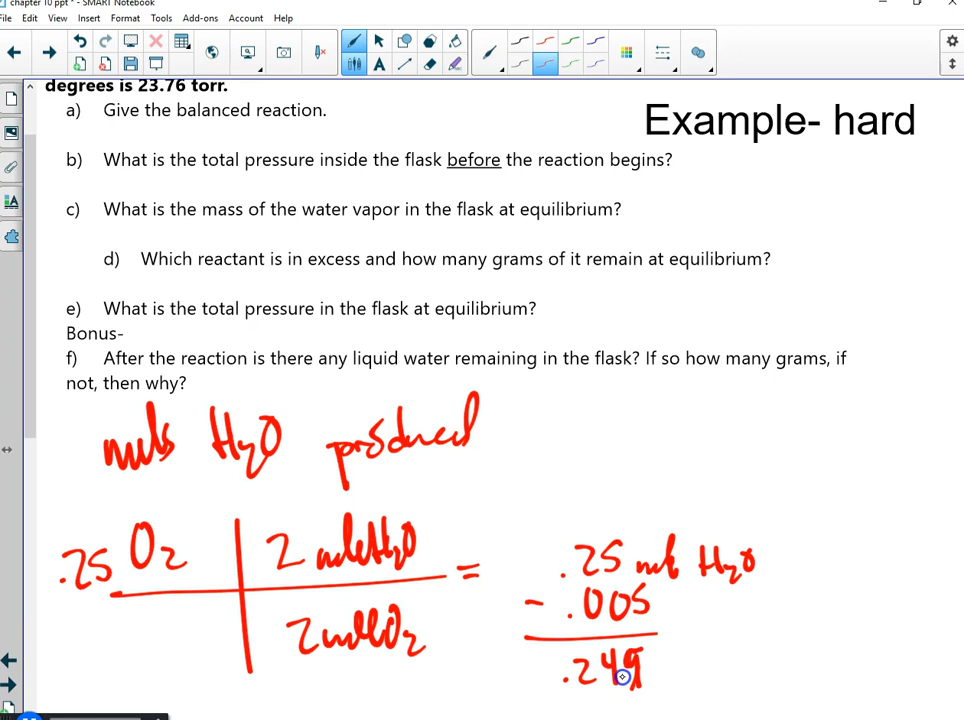 chapter 10 ppt * - SMART Notebook
File Edit View Insert Format Tools Add-ons Account Help
degrees is 23.76 torr.
a) Give the balanced reaction.
Example- hard
b) What is the total pressure inside the flask before the reaction begins?
c) What is the mass of the water vapor in the flask at equilibrium?
d) Which reactant is in excess and how many grams of it remain at equilibrium?
e) What is the total pressure in the flask at equilibrium?
Bonus-
f) After the reaction is there any liquid water remaining in the flask? If so how many grams, if
not, then why?
mols H2O produced
.25 O2 | 2 mole H2O = .25 mol H2O
2 mol O2
- .005
.249